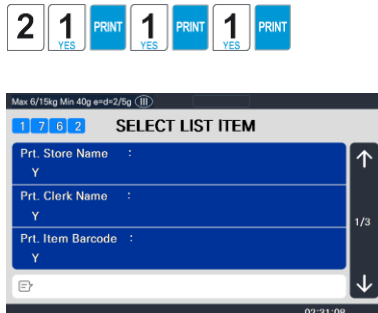 2 1 YES PRINT 1 YES PRINT 1 YES PRINT
Max 6/15kg Min 40g e=d=2/5g III
1 7 6 2 SELECT LIST ITEM
Prt. Store Name :
Y
Prt. Clerk Name :
Y
1/3
Prt. Item Barcode :
Y
02:31:08